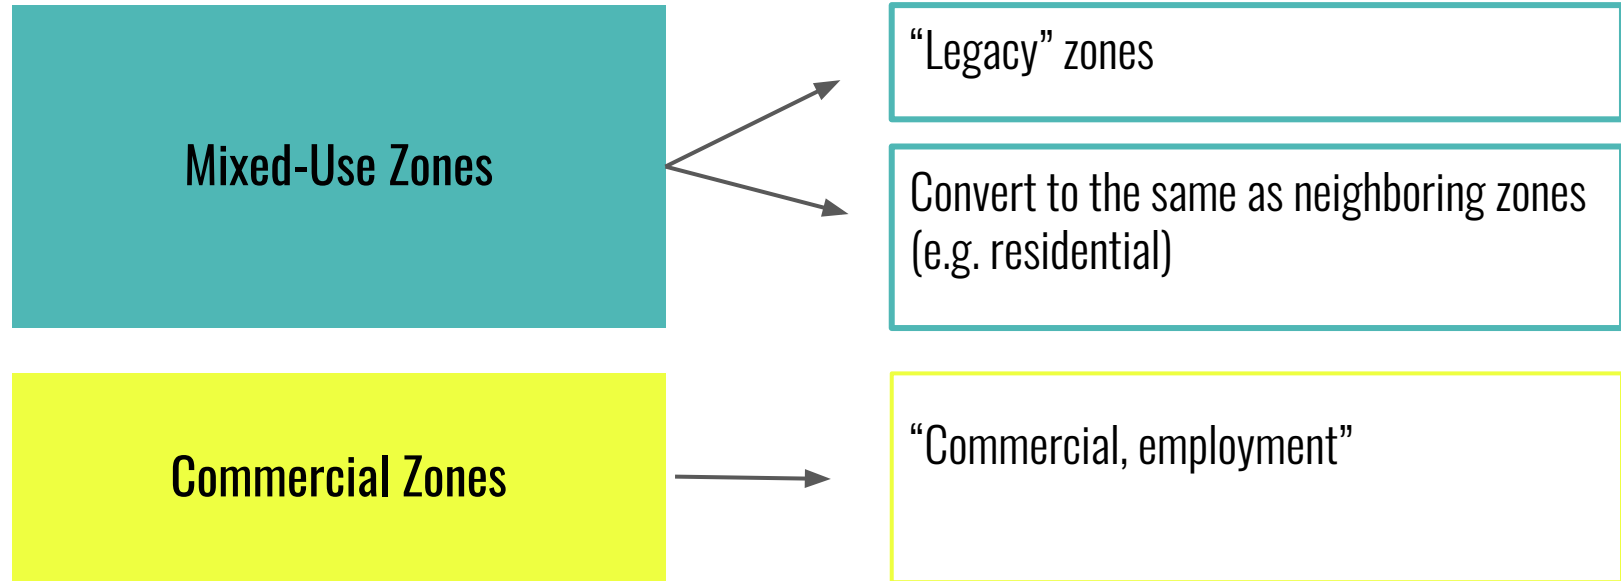 Mixed-Use Zones
“Legacy” zones
Convert to the same as neighboring zones
(e.g. residential)
Commercial Zones
“Commercial, employment”